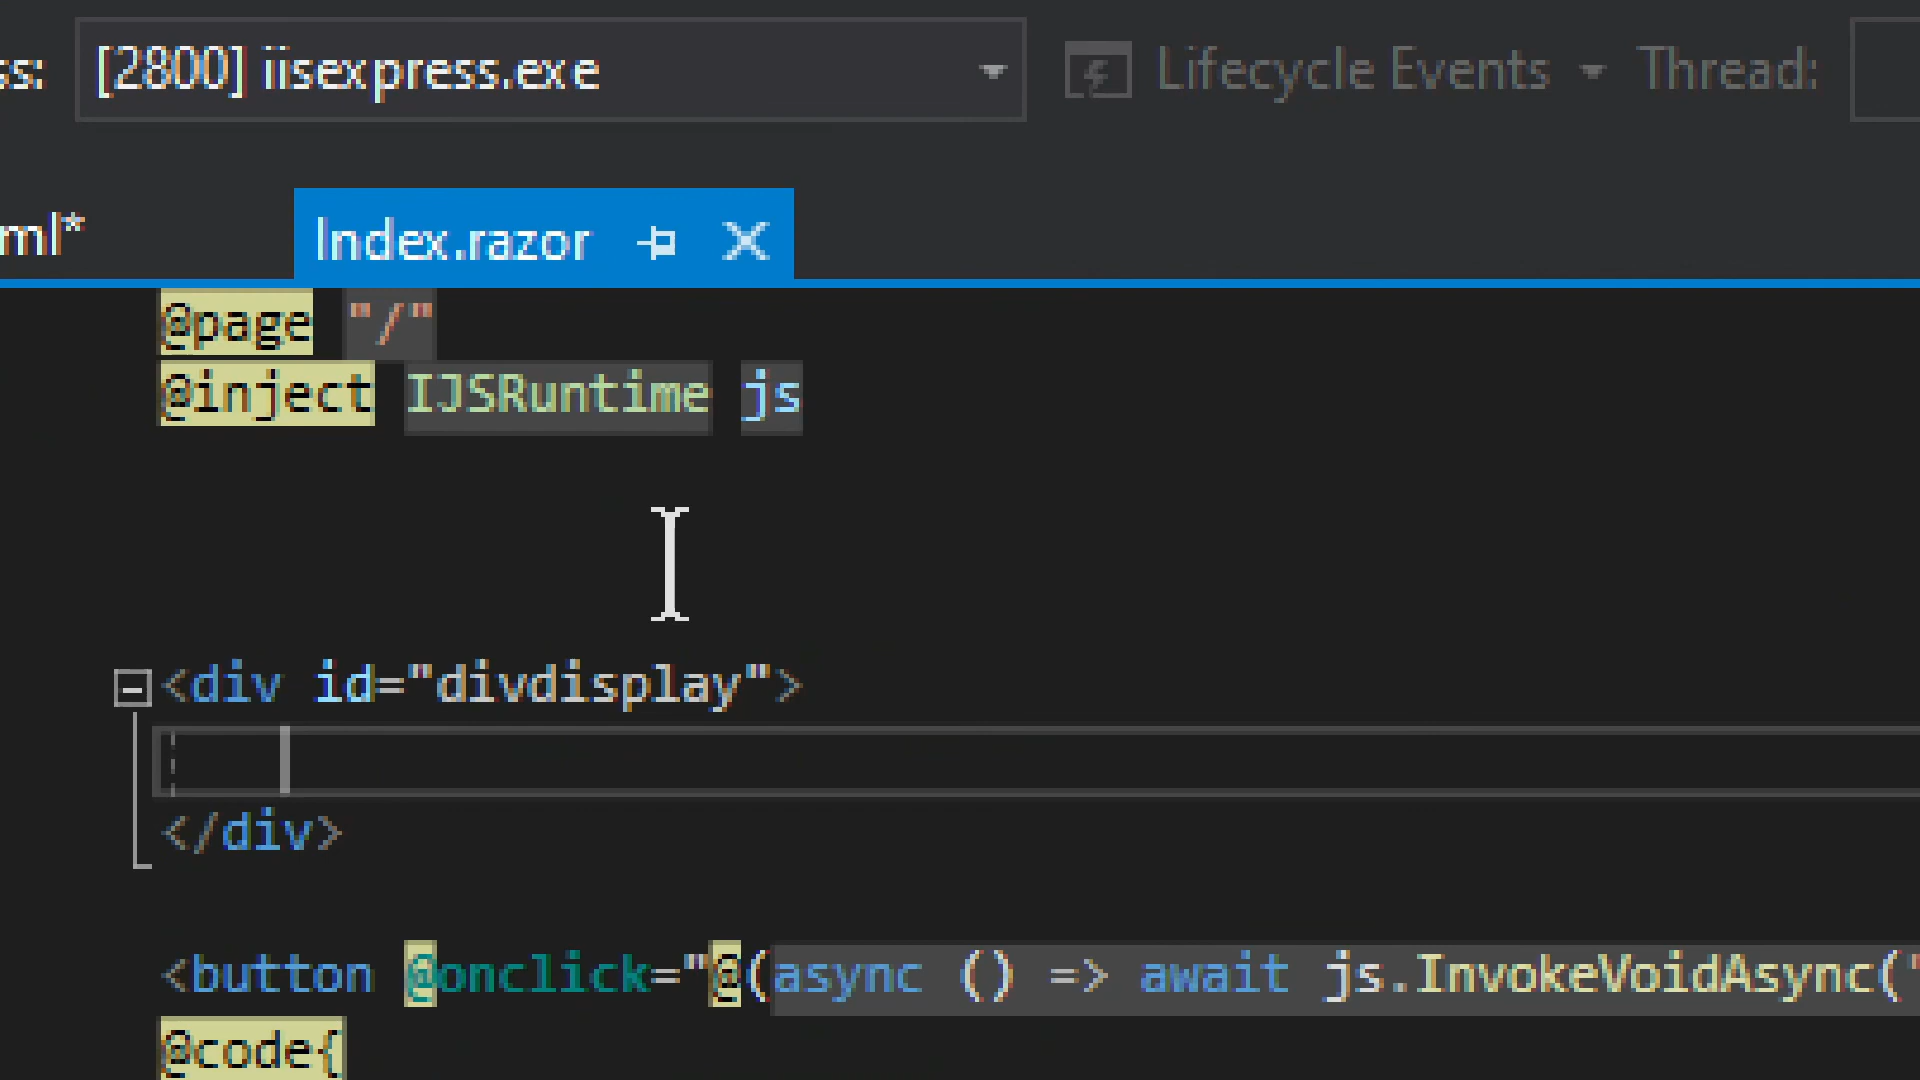 ss: [2800] iisexpress.exe Lifecycle Events Thread:
ml* Index.razor
@page "/"
@inject IJSRuntime js
<div id="divdisplay">
</div>
<button @onclick="@(async () => await js.InvokeVoidAsync("
@code{